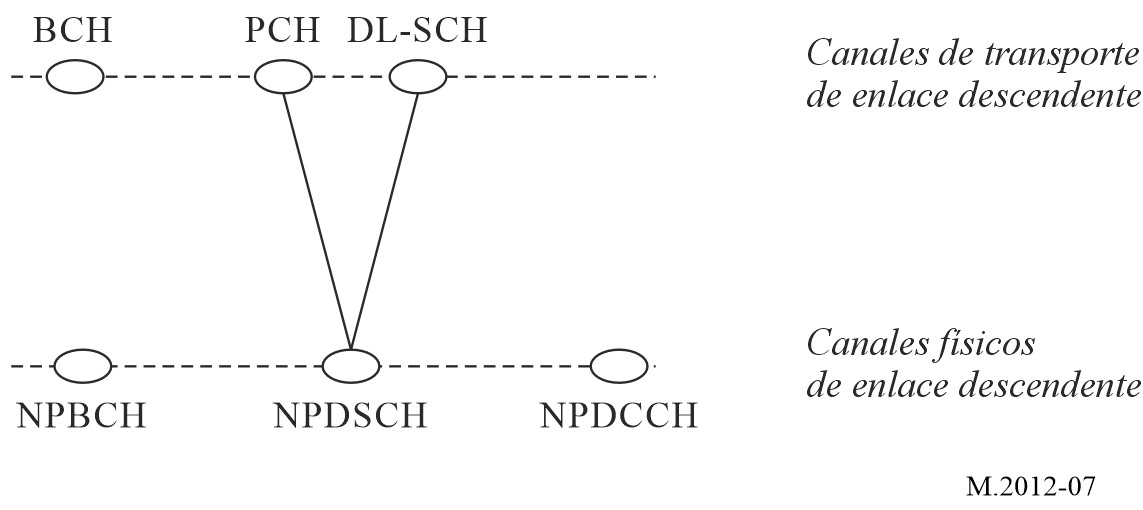 BCH PCH DL-SCH
Canales de transporte
de enlace descendente
Canales físicos
de enlace descendente
NPBCH NPDSCH NPDCCH
M.2012-07